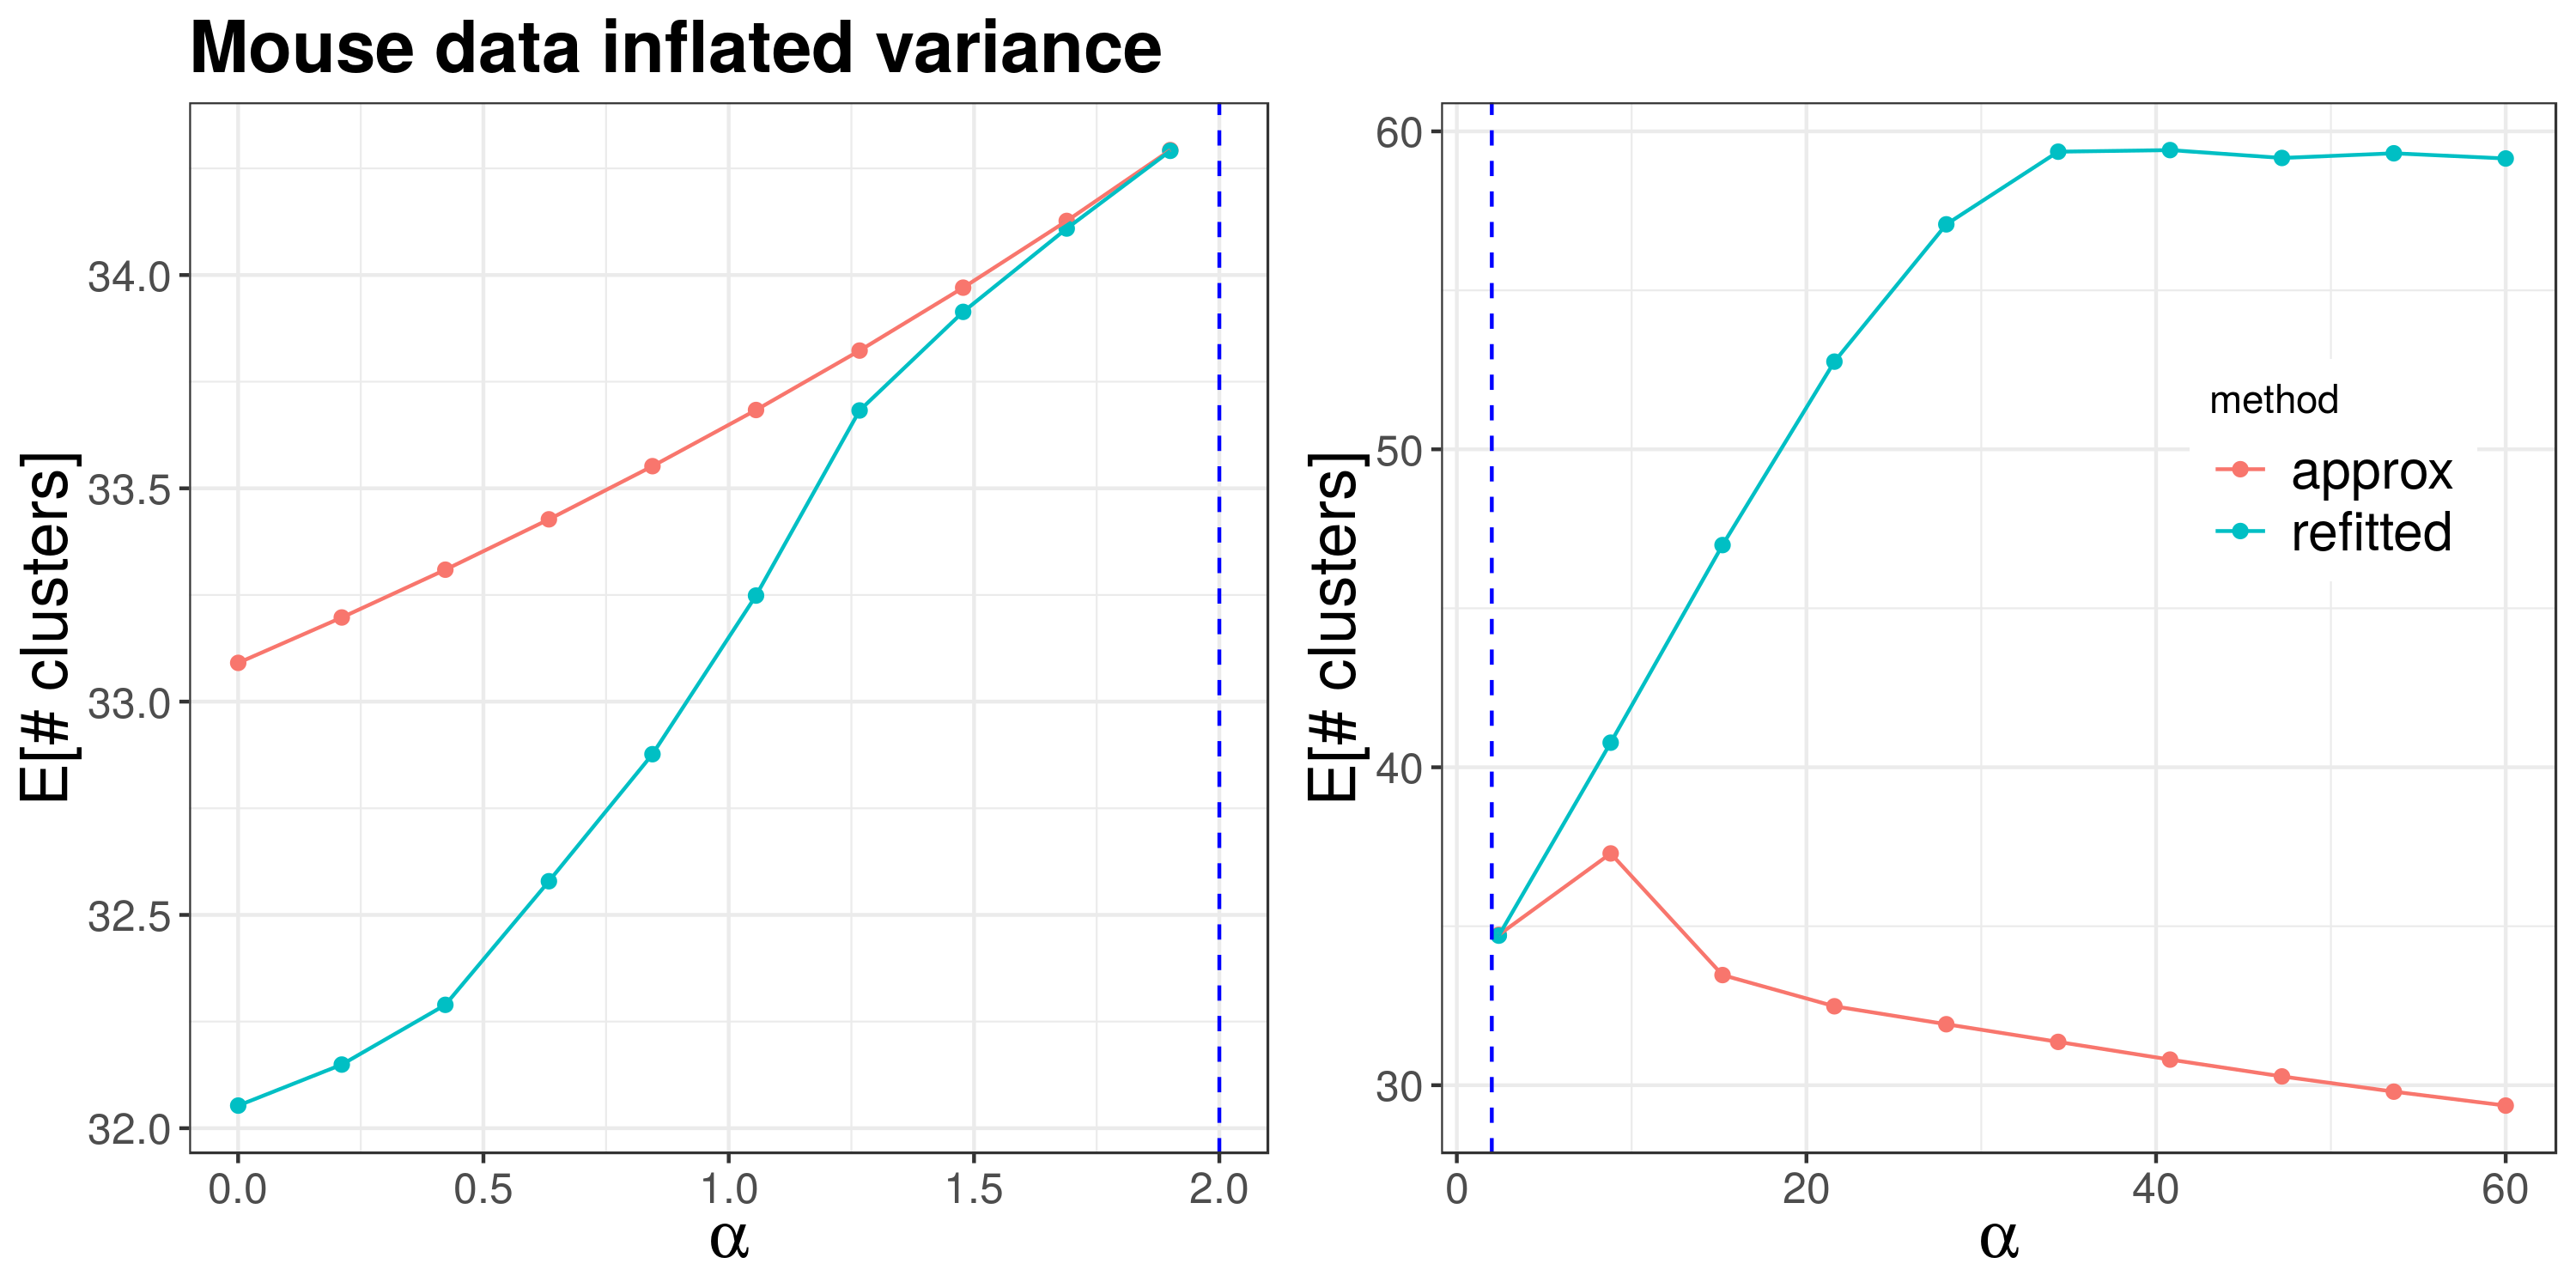 Mouse data inflated variance
E[# clusters]
34.0
33.5
33.0
32.5
32.0
0.0 0.5 1.0 1.5 2.0
α
E[# clusters]
60
50
40
30
0 20 40 60
α
method
approx
refitted